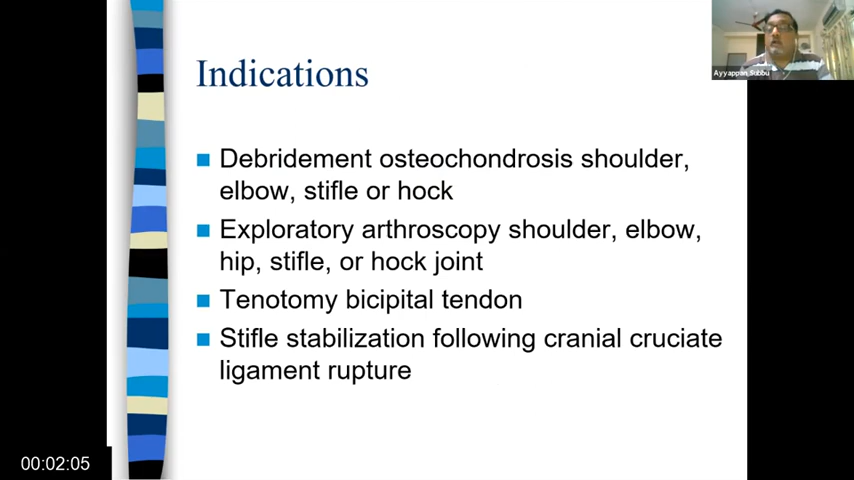 Indications
Ayyappan Subbu
Debridement osteochondrosis shoulder,
elbow, stifle or hock
Exploratory arthroscopy shoulder, elbow,
hip, stifle, or hock joint
Tenotomy bicipital tendon
Stifle stabilization following cranial cruciate
ligament rupture
00:02:05